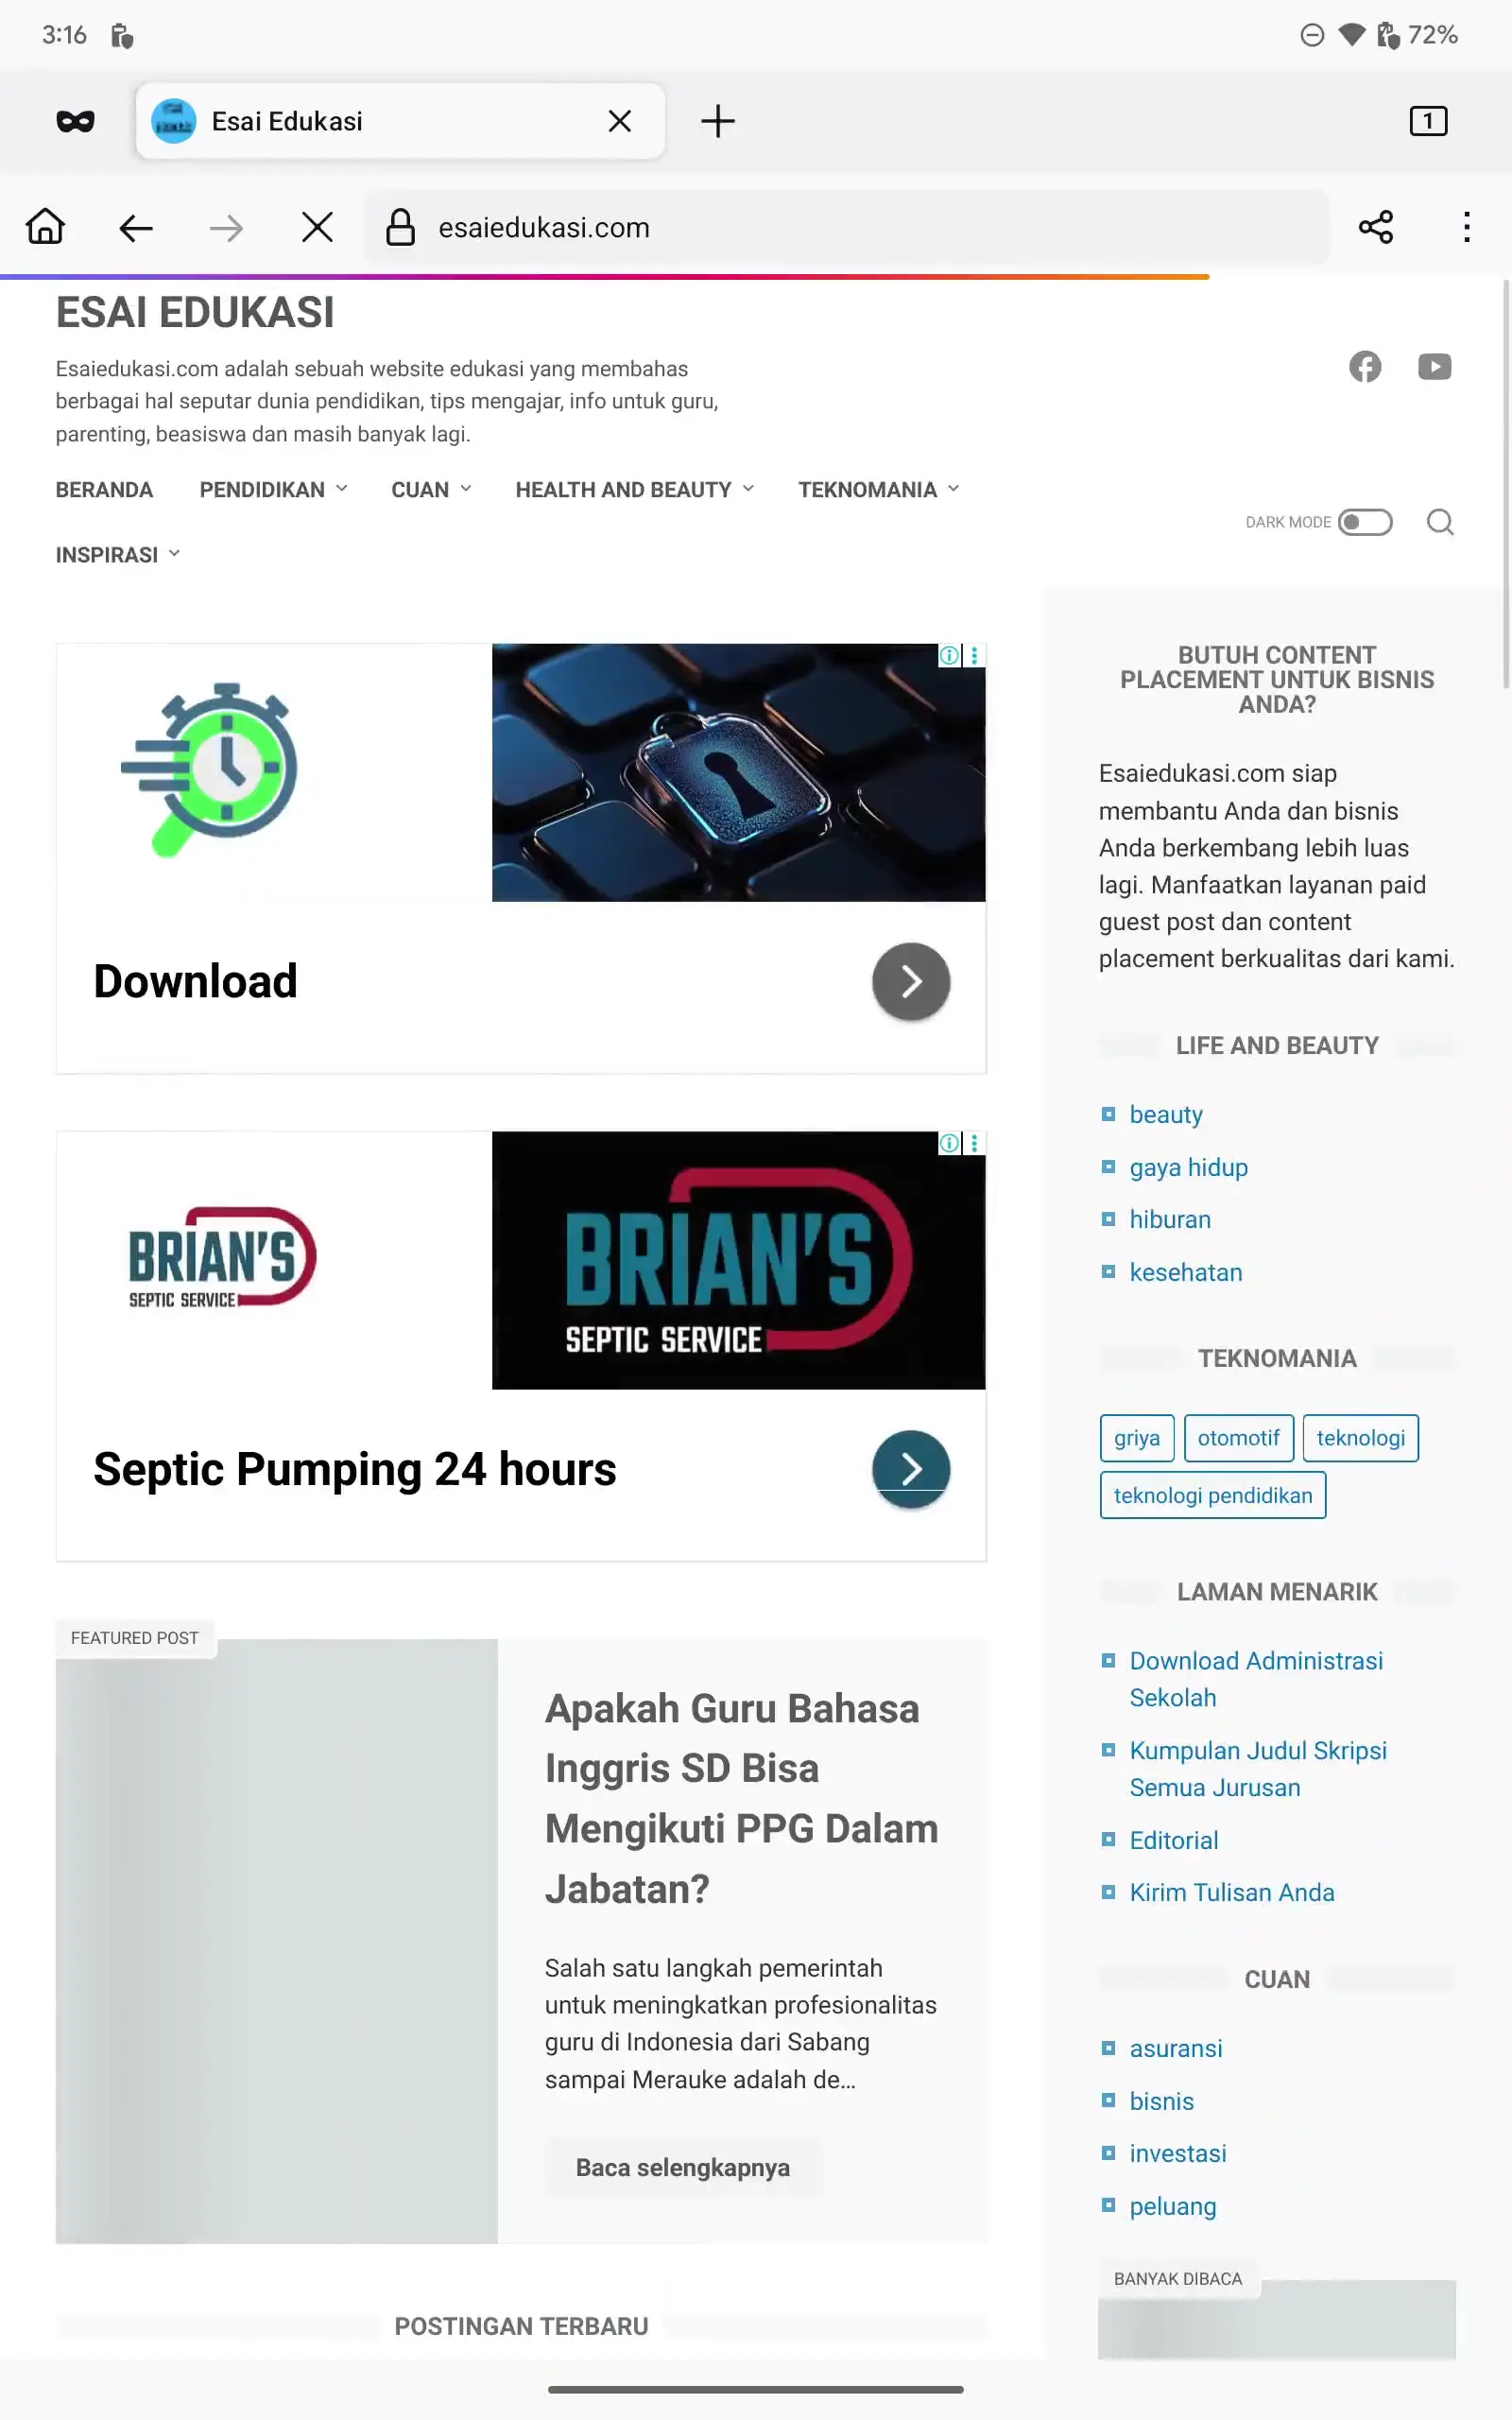 3:16
72%
Esai Edukasi
1
esaiedukasi.com
ESAI EDUKASI
Esaiedukasi.com adalah sebuah website edukasi yang membahas
berbagai hal seputar dunia pendidikan, tips mengajar, info untuk guru,
parenting, beasiswa dan masih banyak lagi.
BERANDA PENDIDIKAN CUAN HEALTH AND BEAUTY TEKNOMANIA
INSPIRASI
DARK MODE
Download
BRIAN'S
SEPTIC SERVICE
BRIAN'S
SEPTIC SERVICE
Septic Pumping 24 hours
FEATURED POST
Apakah Guru Bahasa
Inggris SD Bisa
Mengikuti PPG Dalam
Jabatan?
Salah satu langkah pemerintah
untuk meningkatkan profesionalitas
guru di Indonesia dari Sabang
sampai Merauke adalah de...
Baca selengkapnya
POSTINGAN TERBARU
BUTUH CONTENT
PLACEMENT UNTUK BISNIS
ANDA?
Esaiedukasi.com siap
membantu Anda dan bisnis
Anda berkembang lebih luas
lagi. Manfaatkan layanan paid
guest post dan content
placement berkualitas dari kami.
LIFE AND BEAUTY
beauty
gaya hidup
hiburan
kesehatan
TEKNOMANIA
griya otomotif teknologi
teknologi pendidikan
LAMAN MENARIK
Download Administrasi
Sekolah
Kumpulan Judul Skripsi
Semua Jurusan
Editorial
Kirim Tulisan Anda
CUAN
asuransi
bisnis
investasi
peluang
BANYAK DIBACA